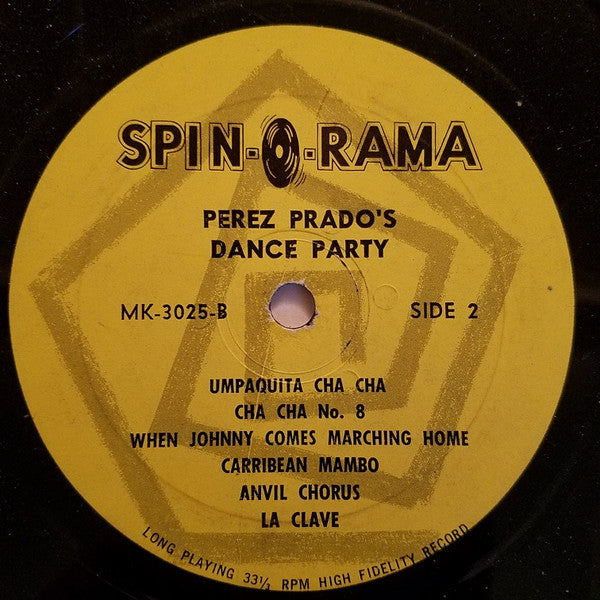 SPIN-O-RAMA
PEREZ PRADO'S
DANCE PARTY
MK-3025-B
SIDE 2
UMPAQUITA CHA CHA
CHA CHA No. 8
WHEN JOHNNY COMES MARCHING HOME
CARRIBEAN MAMBO
ANVIL CHORUS
LA CLAVE
LONG PLAYING 33⅓ RPM HIGH FIDELITY RECORD